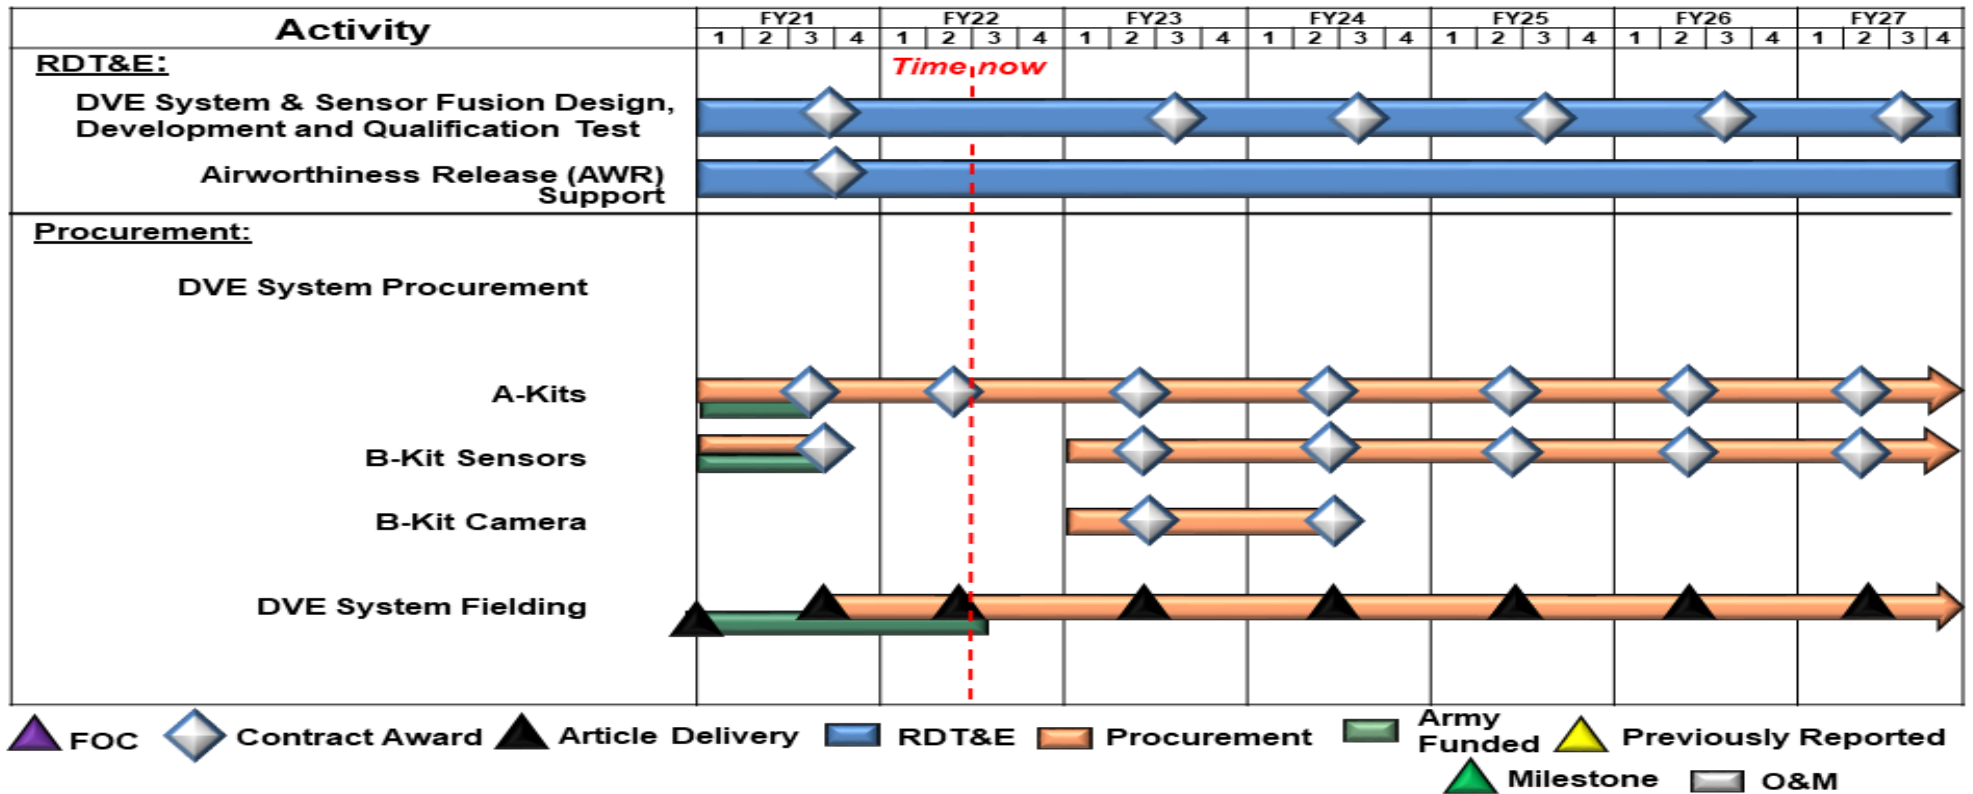 Activity
FY21 FY22 FY23 FY24 FY25 FY26 FY27
1 2 3 4 1 2 3 4 1 2 3 4 1 2 3 4 1 2 3 4 1 2 3 4 1 2 3 4
RDT&E:
Time now
DVE System & Sensor Fusion Design,
Development and Qualification Test
Airworthiness Release (AWR)
Support
Procurement:
DVE System Procurement
A-Kits
B-Kit Sensors
B-Kit Camera
DVE System Fielding
FOC
Contract Award
Article Delivery
RDT&E
Procurement
Army
Funded
Previously Reported
Milestone
O&M